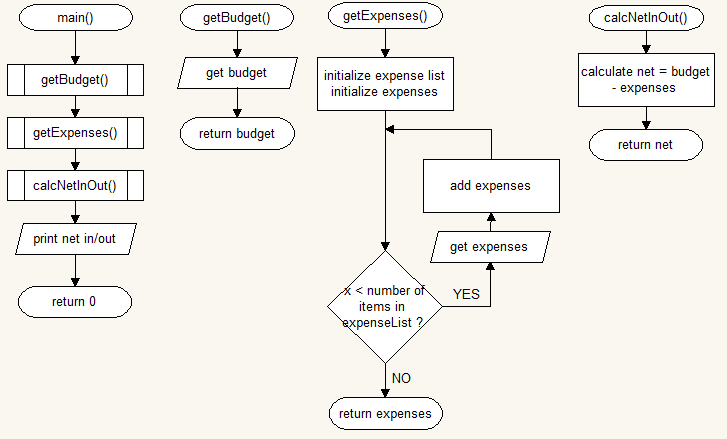 main()
getBudget()
getExpenses()
calcNetInOut()
print net in/out
return 0
getBudget()
get budget
return budget
getExpenses()
initialize expense list
initialize expenses
add expenses
get expenses
x < number of
items in
expenseList ?
YES
NO
return expenses
calcNetInOut()
calculate net = budget
- expenses
return net